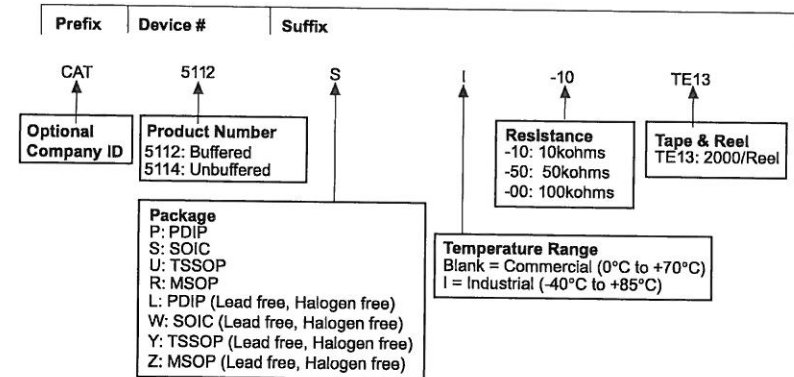 Prefix Device # Suffix
CAT 5112 S I -10 TE13
Optional
Company ID
Product Number
5112: Buffered
5114: Unbuffered
Resistance
-10: 10kohms
-50: 50kohms
-00: 100kohms
Tape & Reel
TE13: 2000/Reel
Package
P: PDIP
S: SOIC
U: TSSOP
R: MSOP
L: PDIP (Lead free, Halogen free)
W: SOIC (Lead free, Halogen free)
Y: TSSOP (Lead free, Halogen free)
Z: MSOP (Lead free, Halogen free)
Temperature Range
Blank = Commercial (0°C to +70°C)
I = Industrial (-40°C to +85°C)